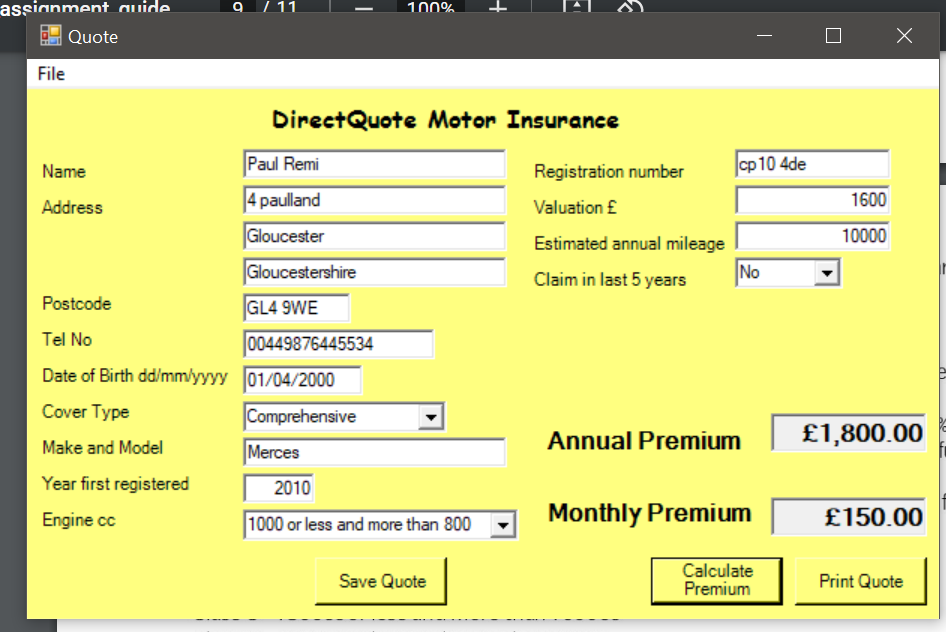 assignment_guide 9 / 11 100%
Quote
File
DirectQuote Motor Insurance
Name Paul Remi
Address 4 paulland
Gloucester
Gloucestershire
Postcode GL4 9WE
Tel No 00449876445534
Date of Birth dd/mm/yyyy 01/04/2000
Cover Type Comprehensive
Make and Model Merces
Year first registered 2010
Engine cc 1000 or less and more than 800
Registration number cp10 4de
Valuation £ 1600
Estimated annual mileage 10000
Claim in last 5 years No
Annual Premium £1,800.00
Monthly Premium £150.00
Save Quote
Calculate
Premium
Print Quote